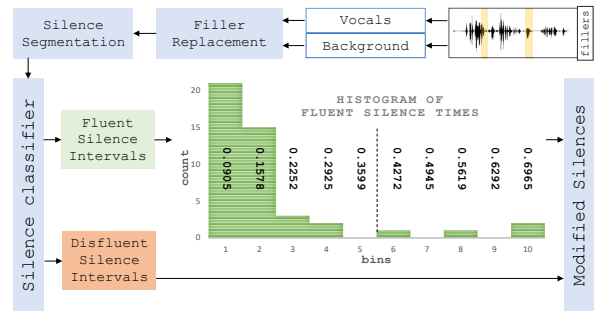 Silence
Segmentation
Filler
Replacement
Vocals
Background
fillers
Silence classifier
Fluent
Silence
Intervals
Disfluent
Silence
Intervals
HISTOGRAM OF
FLUENT SILENCE TIMES
count
20
15
10
5
0
0.0905
0.1578
0.2252
0.2925
0.3599
0.4272
0.4945
0.5619
0.6292
0.6965
1 2 3 4 5 6 7 8 9 10
bins
Modified Silences